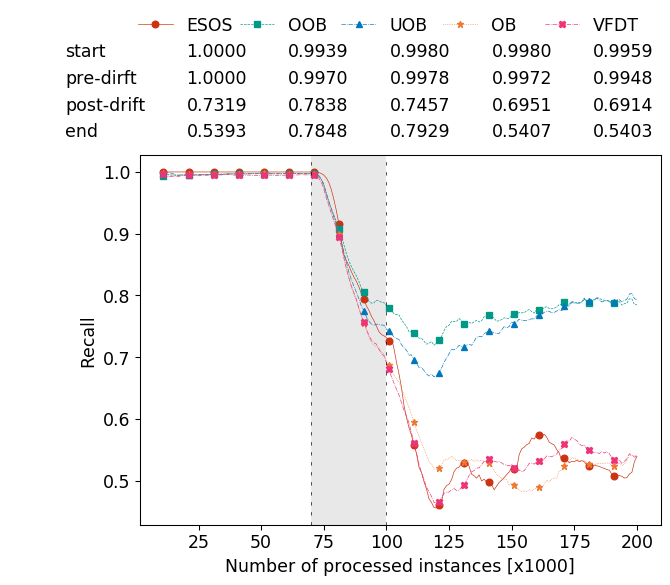 ESOS OOB UOB OB VFDT
start 1.0000 0.9939 0.9980 0.9980 0.9959
pre-dirft 1.0000 0.9970 0.9978 0.9972 0.9948
post-drift 0.7319 0.7838 0.7457 0.6951 0.6914
end 0.5393 0.7848 0.7929 0.5407 0.5403
1.0
0.9
0.8
0.7
0.6
0.5
Recall
25 50 75 100 125 150 175 200
Number of processed instances [x1000]